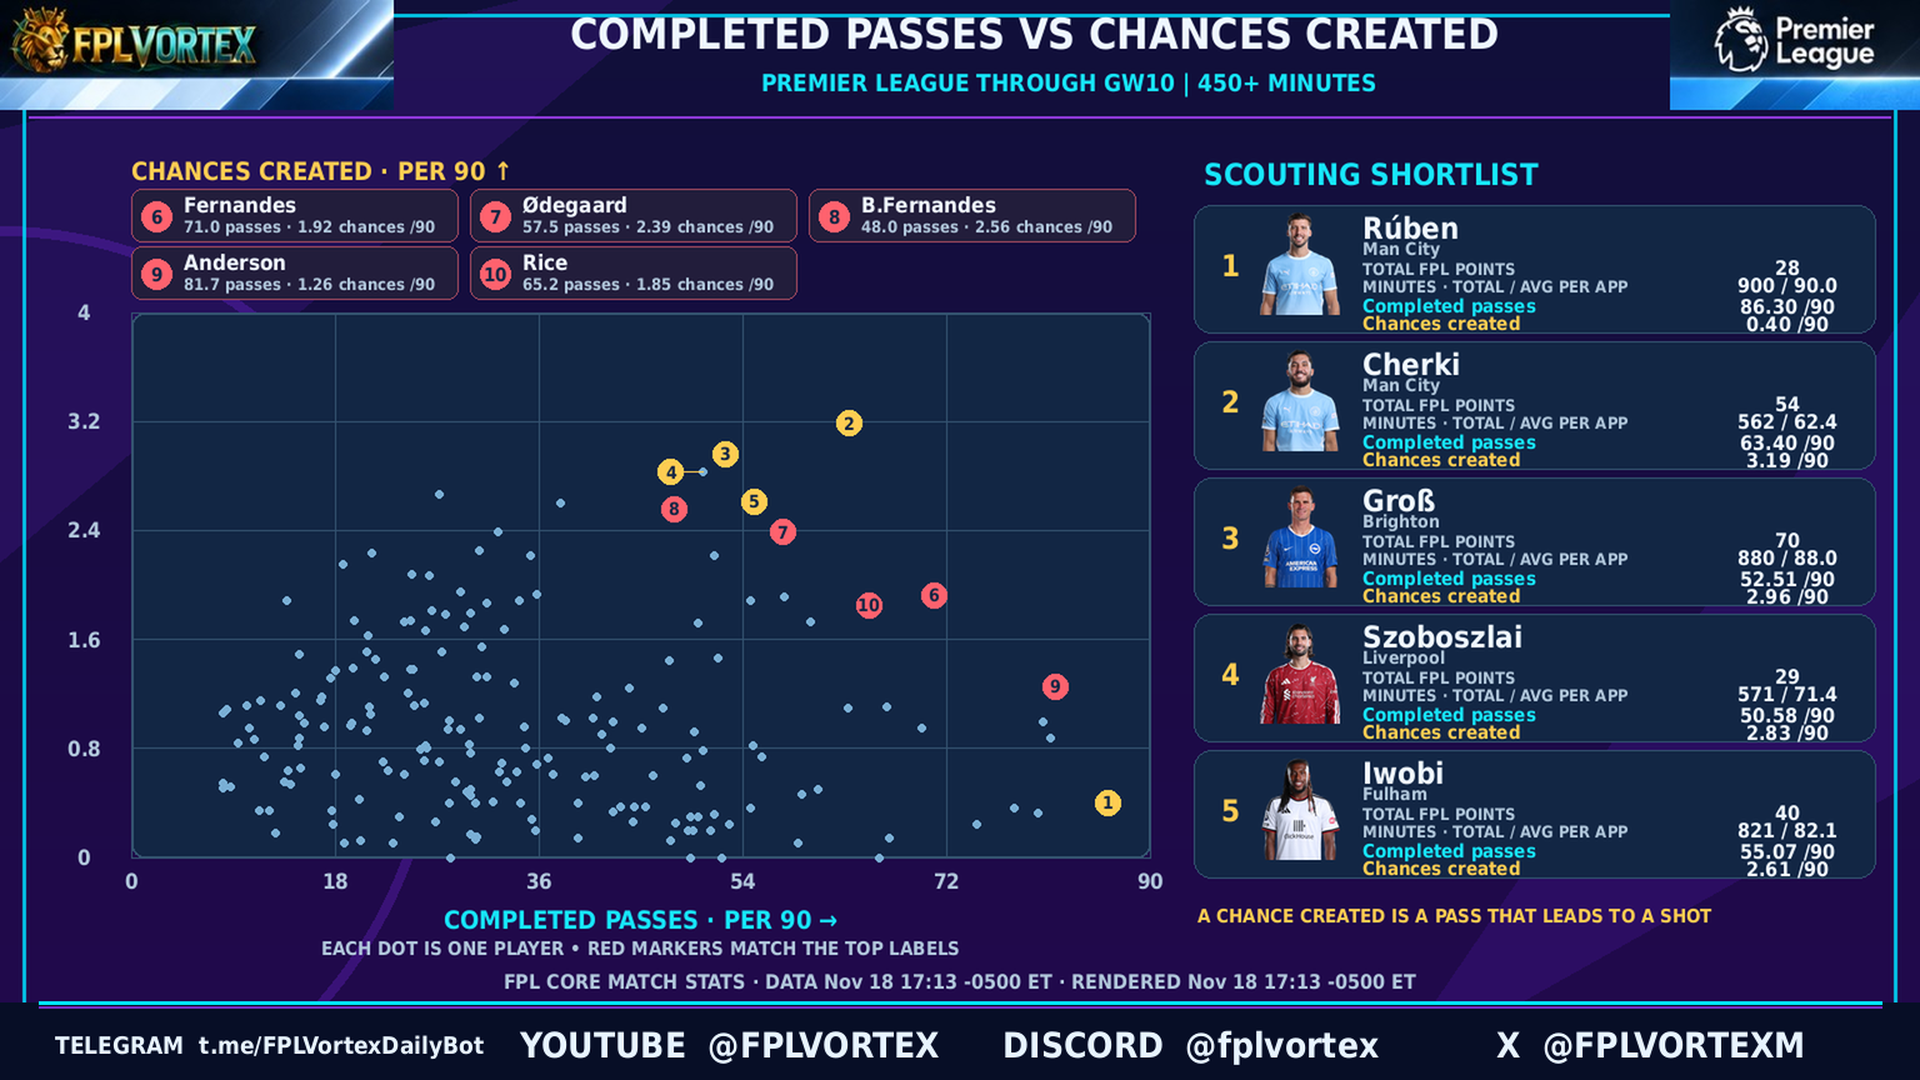 FPLVORTEX
COMPLETED PASSES VS CHANCES CREATED
PREMIER LEAGUE THROUGH GW10 | 450+ MINUTES
Premier
League
CHANCES CREATED · PER 90 ↑
6 Fernandes
71.0 passes · 1.92 chances /90
7 Ødegaard
57.5 passes · 2.39 chances /90
8 B.Fernandes
48.0 passes · 2.56 chances /90
9 Anderson
81.7 passes · 1.26 chances /90
10 Rice
65.2 passes · 1.85 chances /90
4
3.2
2.4
1.6
0.8
0
2
3
4
5
8
7
6
10
9
1
0 18 36 54 72 90
COMPLETED PASSES · PER 90 →
EACH DOT IS ONE PLAYER • RED MARKERS MATCH THE TOP LABELS
SCOUTING SHORTLIST
1 Rúben
Man City
TOTAL FPL POINTS 28
MINUTES · TOTAL / AVG PER APP 900 / 90.0
Completed passes 86.30 /90
Chances created 0.40 /90
2 Cherki
Man City
TOTAL FPL POINTS 54
MINUTES · TOTAL / AVG PER APP 562 / 62.4
Completed passes 63.40 /90
Chances created 3.19 /90
3 Groß
Brighton
TOTAL FPL POINTS 70
MINUTES · TOTAL / AVG PER APP 880 / 88.0
Completed passes 52.51 /90
Chances created 2.96 /90
AMERICAN
EXPRESS
4 Szoboszlai
Liverpool
TOTAL FPL POINTS 29
MINUTES · TOTAL / AVG PER APP 571 / 71.4
Completed passes 50.58 /90
Chances created 2.83 /90
5 Iwobi
Fulham
TOTAL FPL POINTS 40
MINUTES · TOTAL / AVG PER APP 821 / 82.1
Completed passes 55.07 /90
Chances created 2.61 /90
A CHANCE CREATED IS A PASS THAT LEADS TO A SHOT
FPL CORE MATCH STATS · DATA Nov 18 17:13 -0500 ET · RENDERED Nov 18 17:13 -0500 ET
TELEGRAM t.me/FPLVortexDailyBot YOUTUBE @FPLVORTEX DISCORD @fplvortex X @FPLVORTEXM